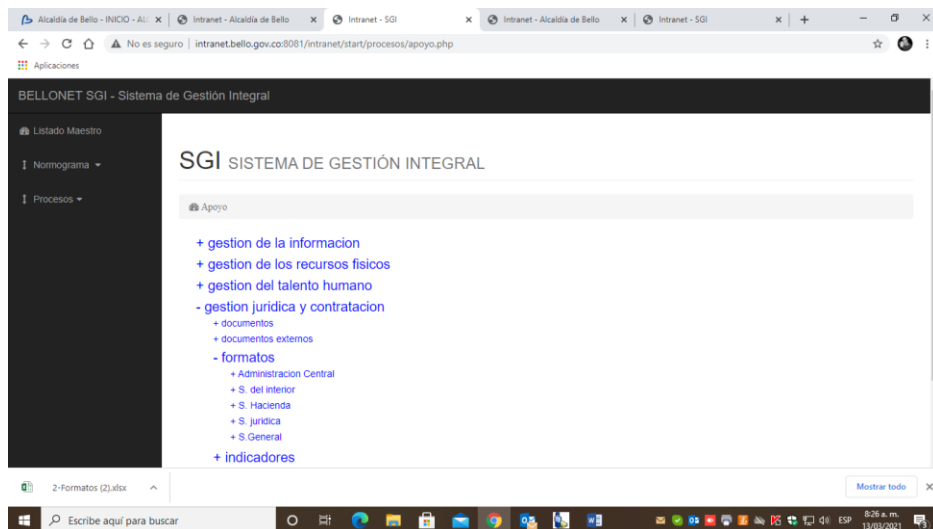 Alcaldía de Bello - INICIO - AL
Intranet - Alcaldía de Bello
Intranet - SGI
Intranet - Alcaldía de Bello
Intranet - SGI
No es seguro | intranet.bello.gov.co:8081/intranet/start/procesos/apoyo.php
Aplicaciones
BELLONET SGI - Sistema de Gestión Integral
Listado Maestro
Normograma
Procesos
SGI SISTEMA DE GESTIÓN INTEGRAL
Apoyo
+ gestion de la informacion
+ gestion de los recursos fisicos
+ gestion del talento humano
- gestion juridica y contratacion
+ documentos
+ documentos externos
- formatos
+ Administracion Central
+ S. del interior
+ S. Hacienda
+ S. juridica
+ S.General
+ indicadores
2-Formatos (2).xlsx
Mostrar todo
Escribe aquí para buscar
ESP
8:26 a. m.
13/03/2021